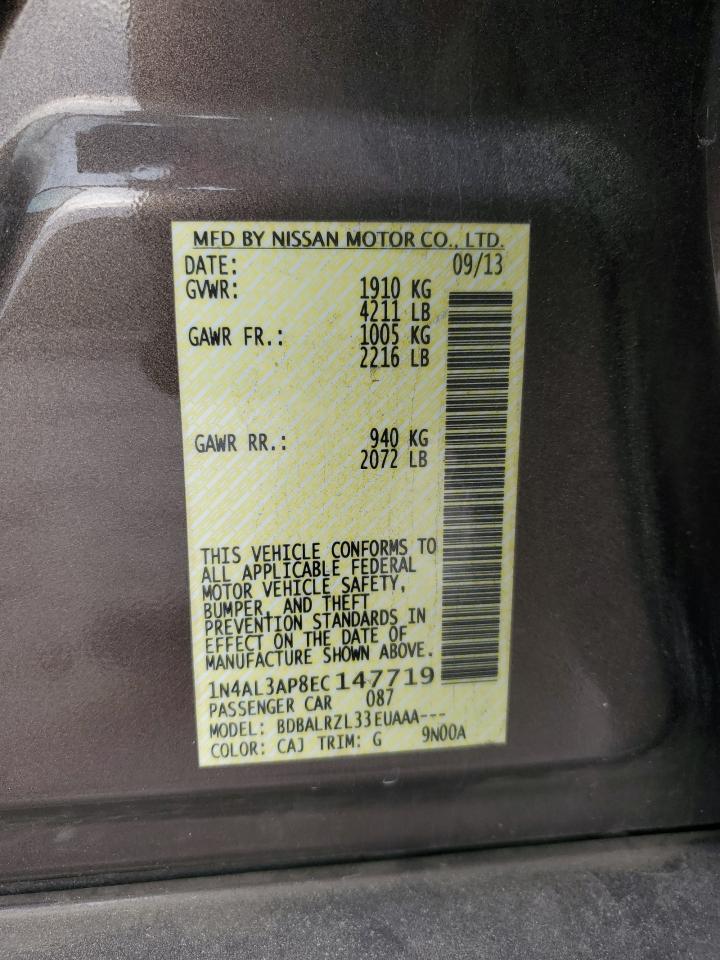 MFD BY NISSAN MOTOR CO., LTD.
DATE: 09/13
GVWR: 1910 KG
4211 LB
GAWR FR.: 1005 KG
2216 LB
GAWR RR.: 940 KG
2072 LB
THIS VEHICLE CONFORMS TO
ALL APPLICABLE FEDERAL
MOTOR VEHICLE SAFETY,
BUMPER, AND THEFT
PREVENTION STANDARDS IN
EFFECT ON THE DATE OF
MANUFACTURE SHOWN ABOVE.
1N4AL3AP8EC147719
PASSENGER CAR 087
MODEL: BDBALRZL33EUAAA---
COLOR: CAJ TRIM: G 9N00A